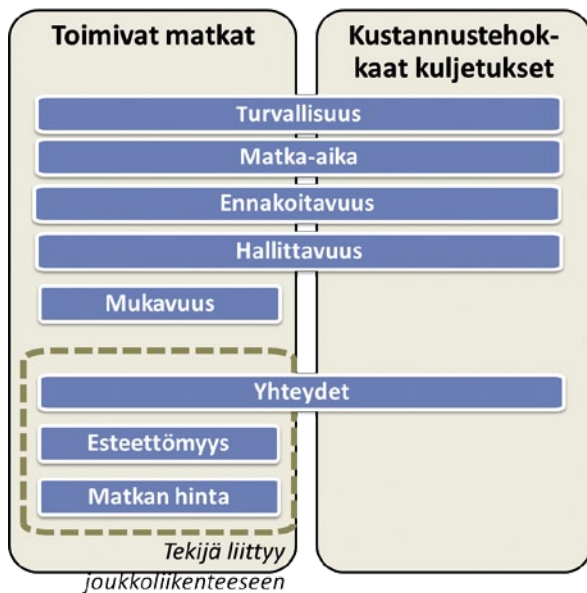 Toimivat matkat
Kustannustehok-
kaat kuljetukset
Turvallisuus
Matka-aika
Ennakoitavuus
Hallittavuus
Mukavuus
Yhteydet
Esteettömyys
Matkan hinta
Tekijä liittyy
joukkoliikenteeseen